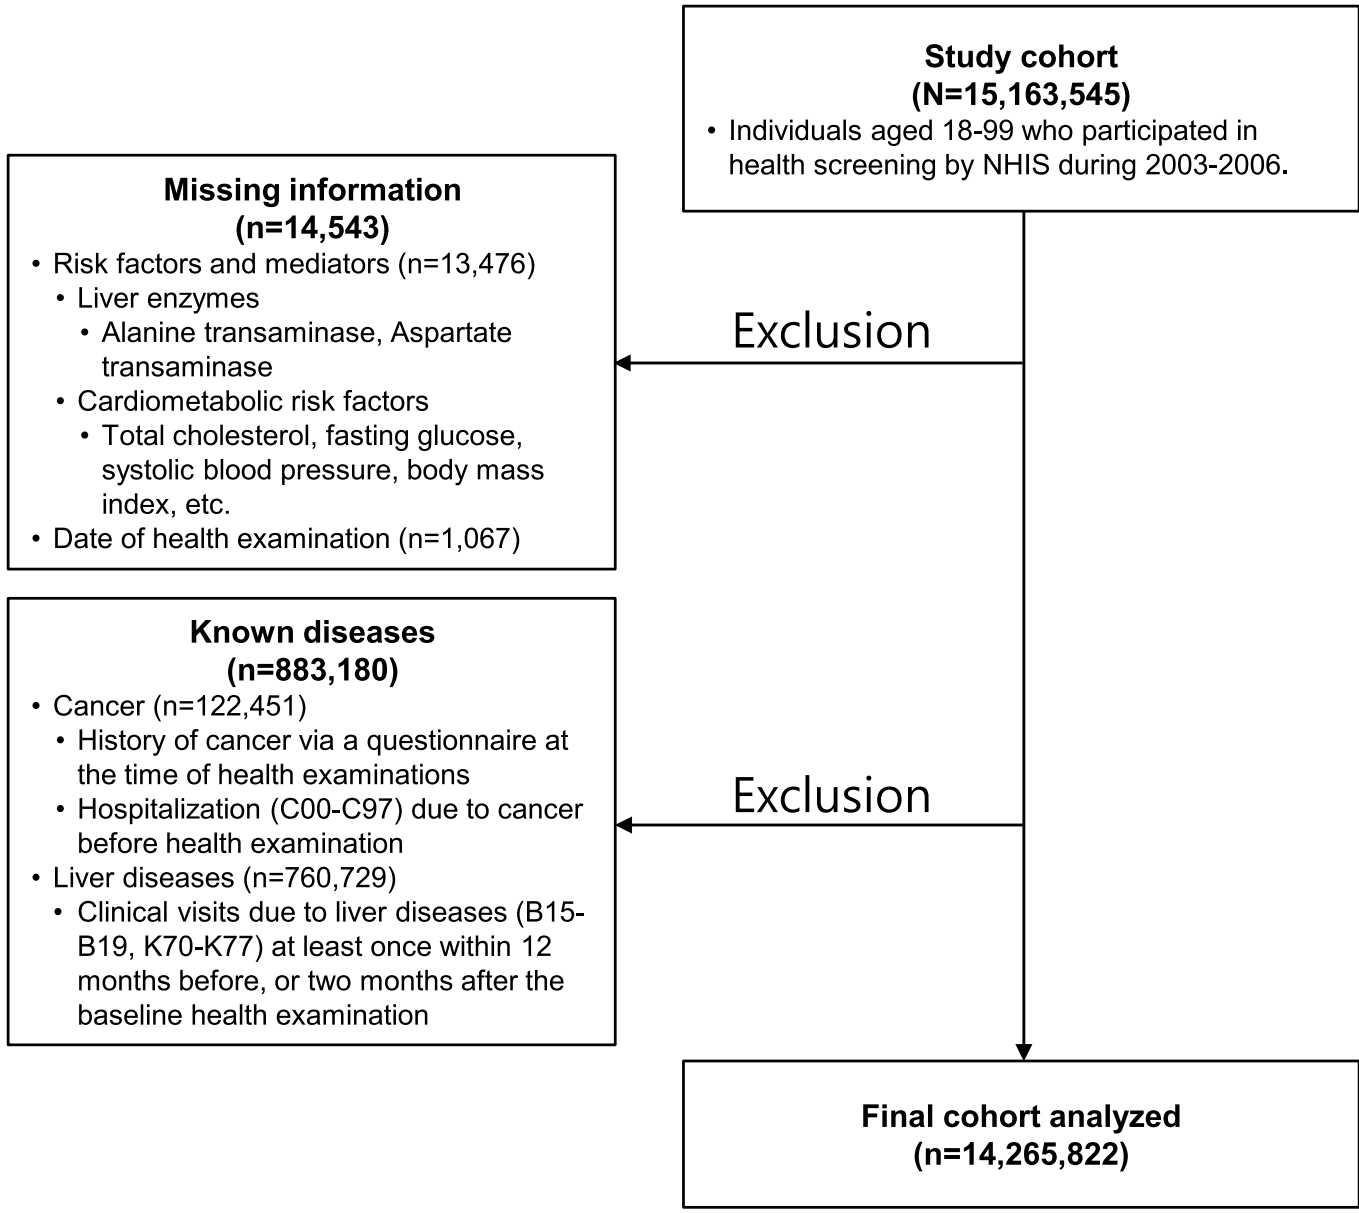 Study cohort
(N=15,163,545)
• Individuals aged 18-99 who participated in
health screening by NHIS during 2003-2006.
Missing information
(n=14,543)
• Risk factors and mediators (n=13,476)
• Liver enzymes
• Alanine transaminase, Aspartate
transaminase
• Cardiometabolic risk factors
• Total cholesterol, fasting glucose,
systolic blood pressure, body mass
index, etc.
• Date of health examination (n=1,067)
Exclusion
Known diseases
(n=883,180)
• Cancer (n=122,451)
• History of cancer via a questionnaire at
the time of health examinations
• Hospitalization (C00-C97) due to cancer
before health examination
• Liver diseases (n=760,729)
• Clinical visits due to liver diseases (B15-
B19, K70-K77) at least once within 12
months before, or two months after the
baseline health examination
Exclusion
Final cohort analyzed
(n=14,265,822)